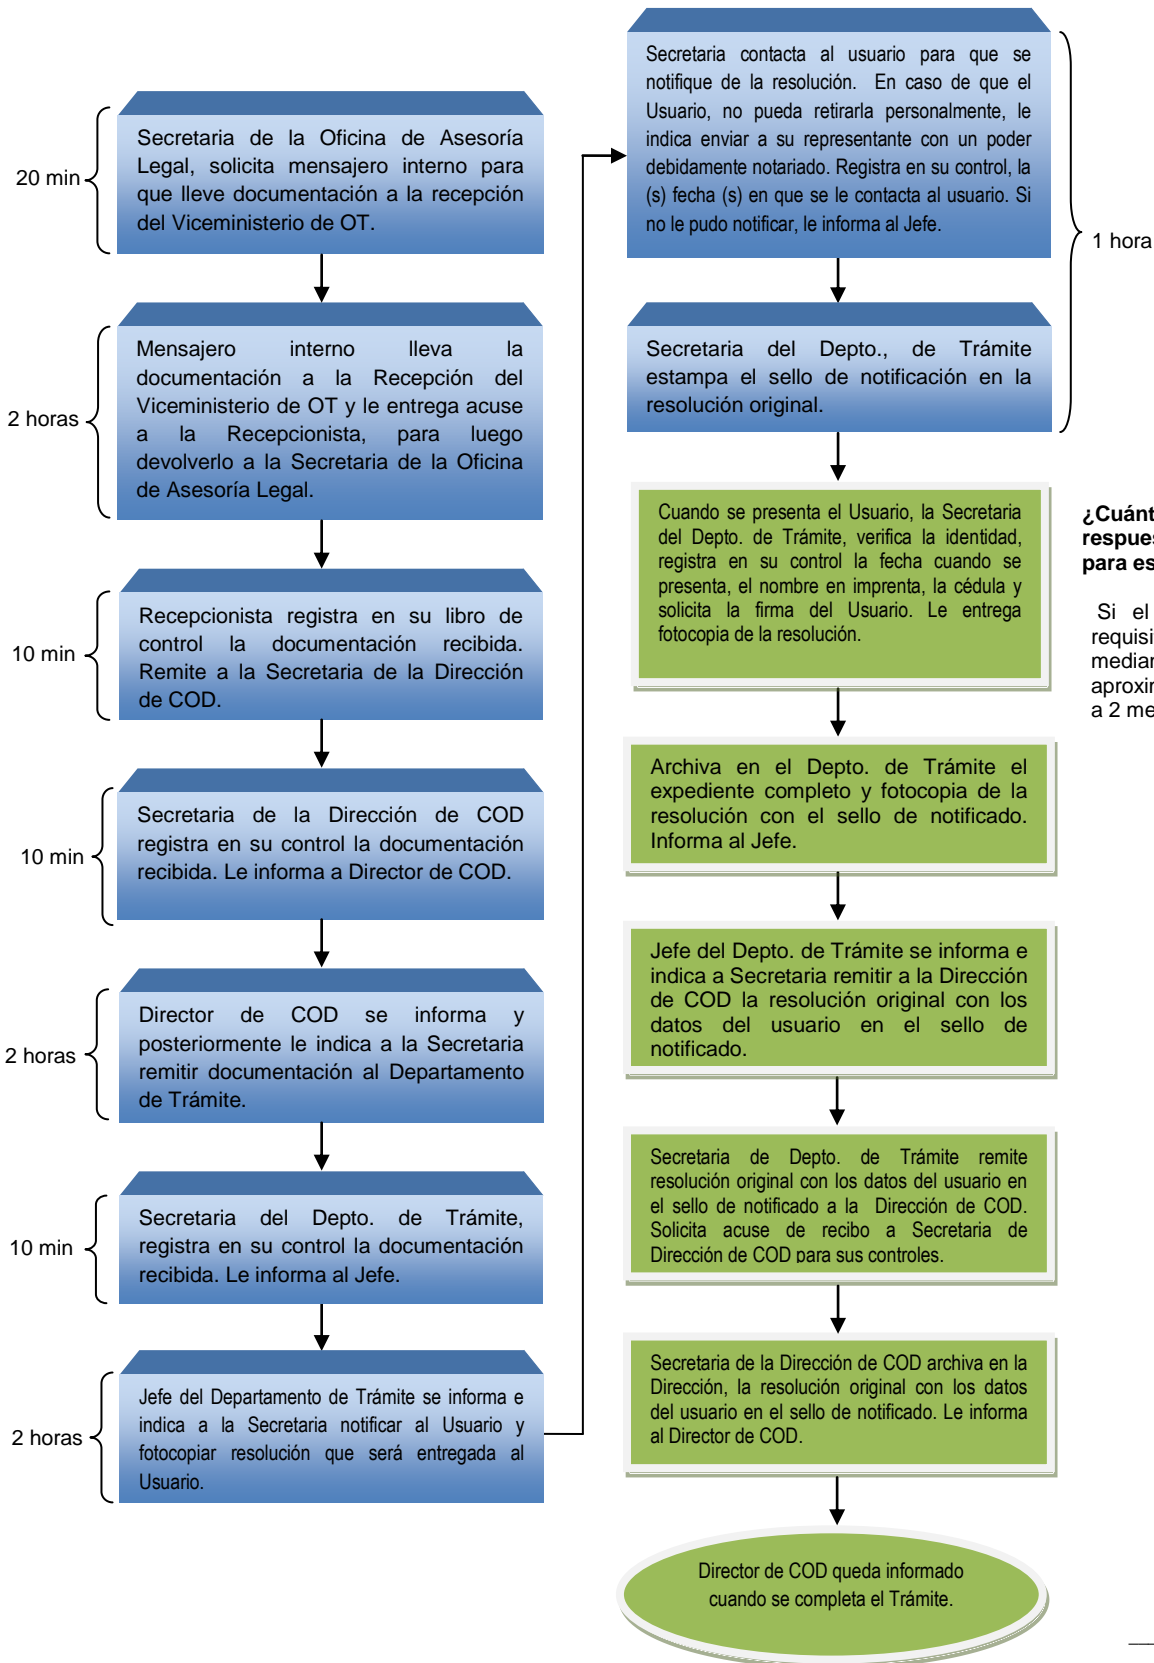 20 min
Secretaria de la Oficina de Asesoría
Legal, solicita mensajero interno para
que lleve documentación a la recepción
del Viceministerio de OT.
2 horas
Mensajero interno lleva la
documentación a la Recepción del
Viceministerio de OT y le entrega acuse
a la Recepcionista, para luego
devolverlo a la Secretaria de la Oficina
de Asesoría Legal.
10 min
Recepcionista registra en su libro de
control la documentación recibida.
Remite a la Secretaria de la Dirección
de COD.
10 min
Secretaria de la Dirección de COD
registra en su control la documentación
recibida. Le informa a Director de COD.
2 horas
Director de COD se informa y
posteriormente le indica a la Secretaria
remitir documentación al Departamento
de Trámite.
10 min
Secretaria del Depto. de Trámite,
registra en su control la documentación
recibida. Le informa al Jefe.
2 horas
Jefe del Departamento de Trámite se informa e
indica a la Secretaria notificar al Usuario y
fotocopiar resolución que será entregada al
Usuario.
Secretaria contacta al usuario para que se
notifique de la resolución. En caso de que el
Usuario, no pueda retirarla personalmente, le
indica enviar a su representante con un poder
debidamente notariado. Registra en su control, la
(s) fecha (s) en que se le contacta al usuario. Si
no le pudo notificar, le informa al Jefe.
1 hora
Secretaria del Depto., de Trámite
estampa el sello de notificación en la
resolución original.
Cuando se presenta el Usuario, la Secretaria
del Depto. de Trámite, verifica la identidad,
registra en su control la fecha cuando se
presenta, el nombre en imprenta, la cédula y
solicita la firma del Usuario. Le entrega
fotocopia de la resolución.
Archiva en el Depto. de Trámite el
expediente completo y fotocopia de la
resolución con el sello de notificado.
Informa al Jefe.
Jefe del Depto. de Trámite se informa e
indica a Secretaria remitir a la Dirección
de COD la resolución original con los
datos del usuario en el sello de
notificado.
Secretaria de Depto. de Trámite remite
resolución original con los datos del usuario en
el sello de notificado a la Dirección de COD.
Solicita acuse de recibo a Secretaria de
Dirección de COD para sus controles.
Secretaria de la Dirección de COD archiva en la
Dirección, la resolución original con los datos
del usuario en el sello de notificado. Le informa
al Director de COD.
Director de COD queda informado
cuando se completa el Trámite.
¿Cuánt
respues
para es
Si el
requisi
median
aproxin
a 2 me